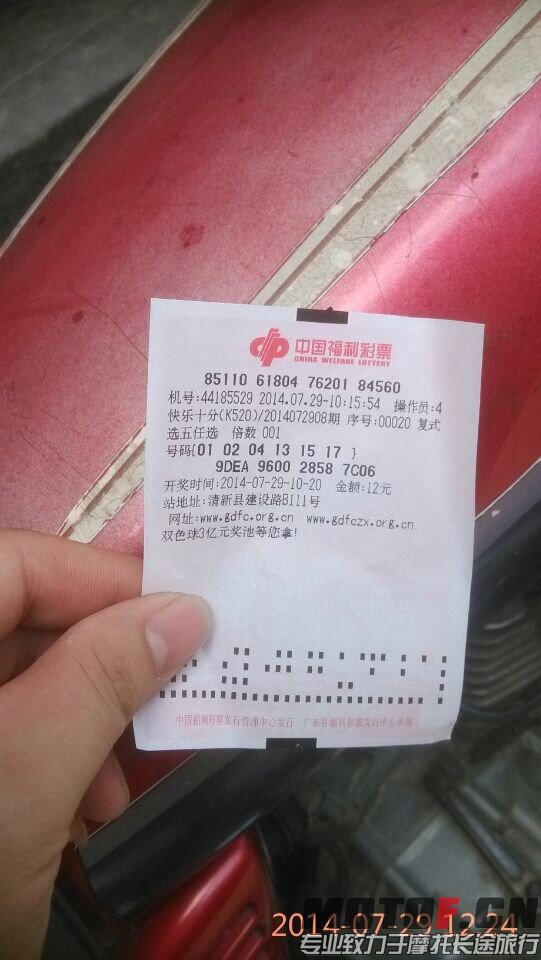 中国福利彩票
CHINA WELFARE LOTTERY
85110 61804 76201 84560
机号:44185529 2014.07.29-10:15:54 操作员:4
快乐十分(K520)/2014072908期 序号:00020 复式
选五任选 倍数 001
号码{01 02 04 13 15 17 }
9DEA 9600 2858 7C06
开奖时间:2014-07-29-10-20 金额:12元
站地址:清新县建设路B111号
网址:www.gdfc.org.cn www.gdfczx.org.cn
双色球3亿元奖池等您拿!
中国福利彩票发行管理中心发行 广东省福利彩票发行中心承销
MOTOF.CN
2014-07-29 12:24
专业致力于摩托长途旅行